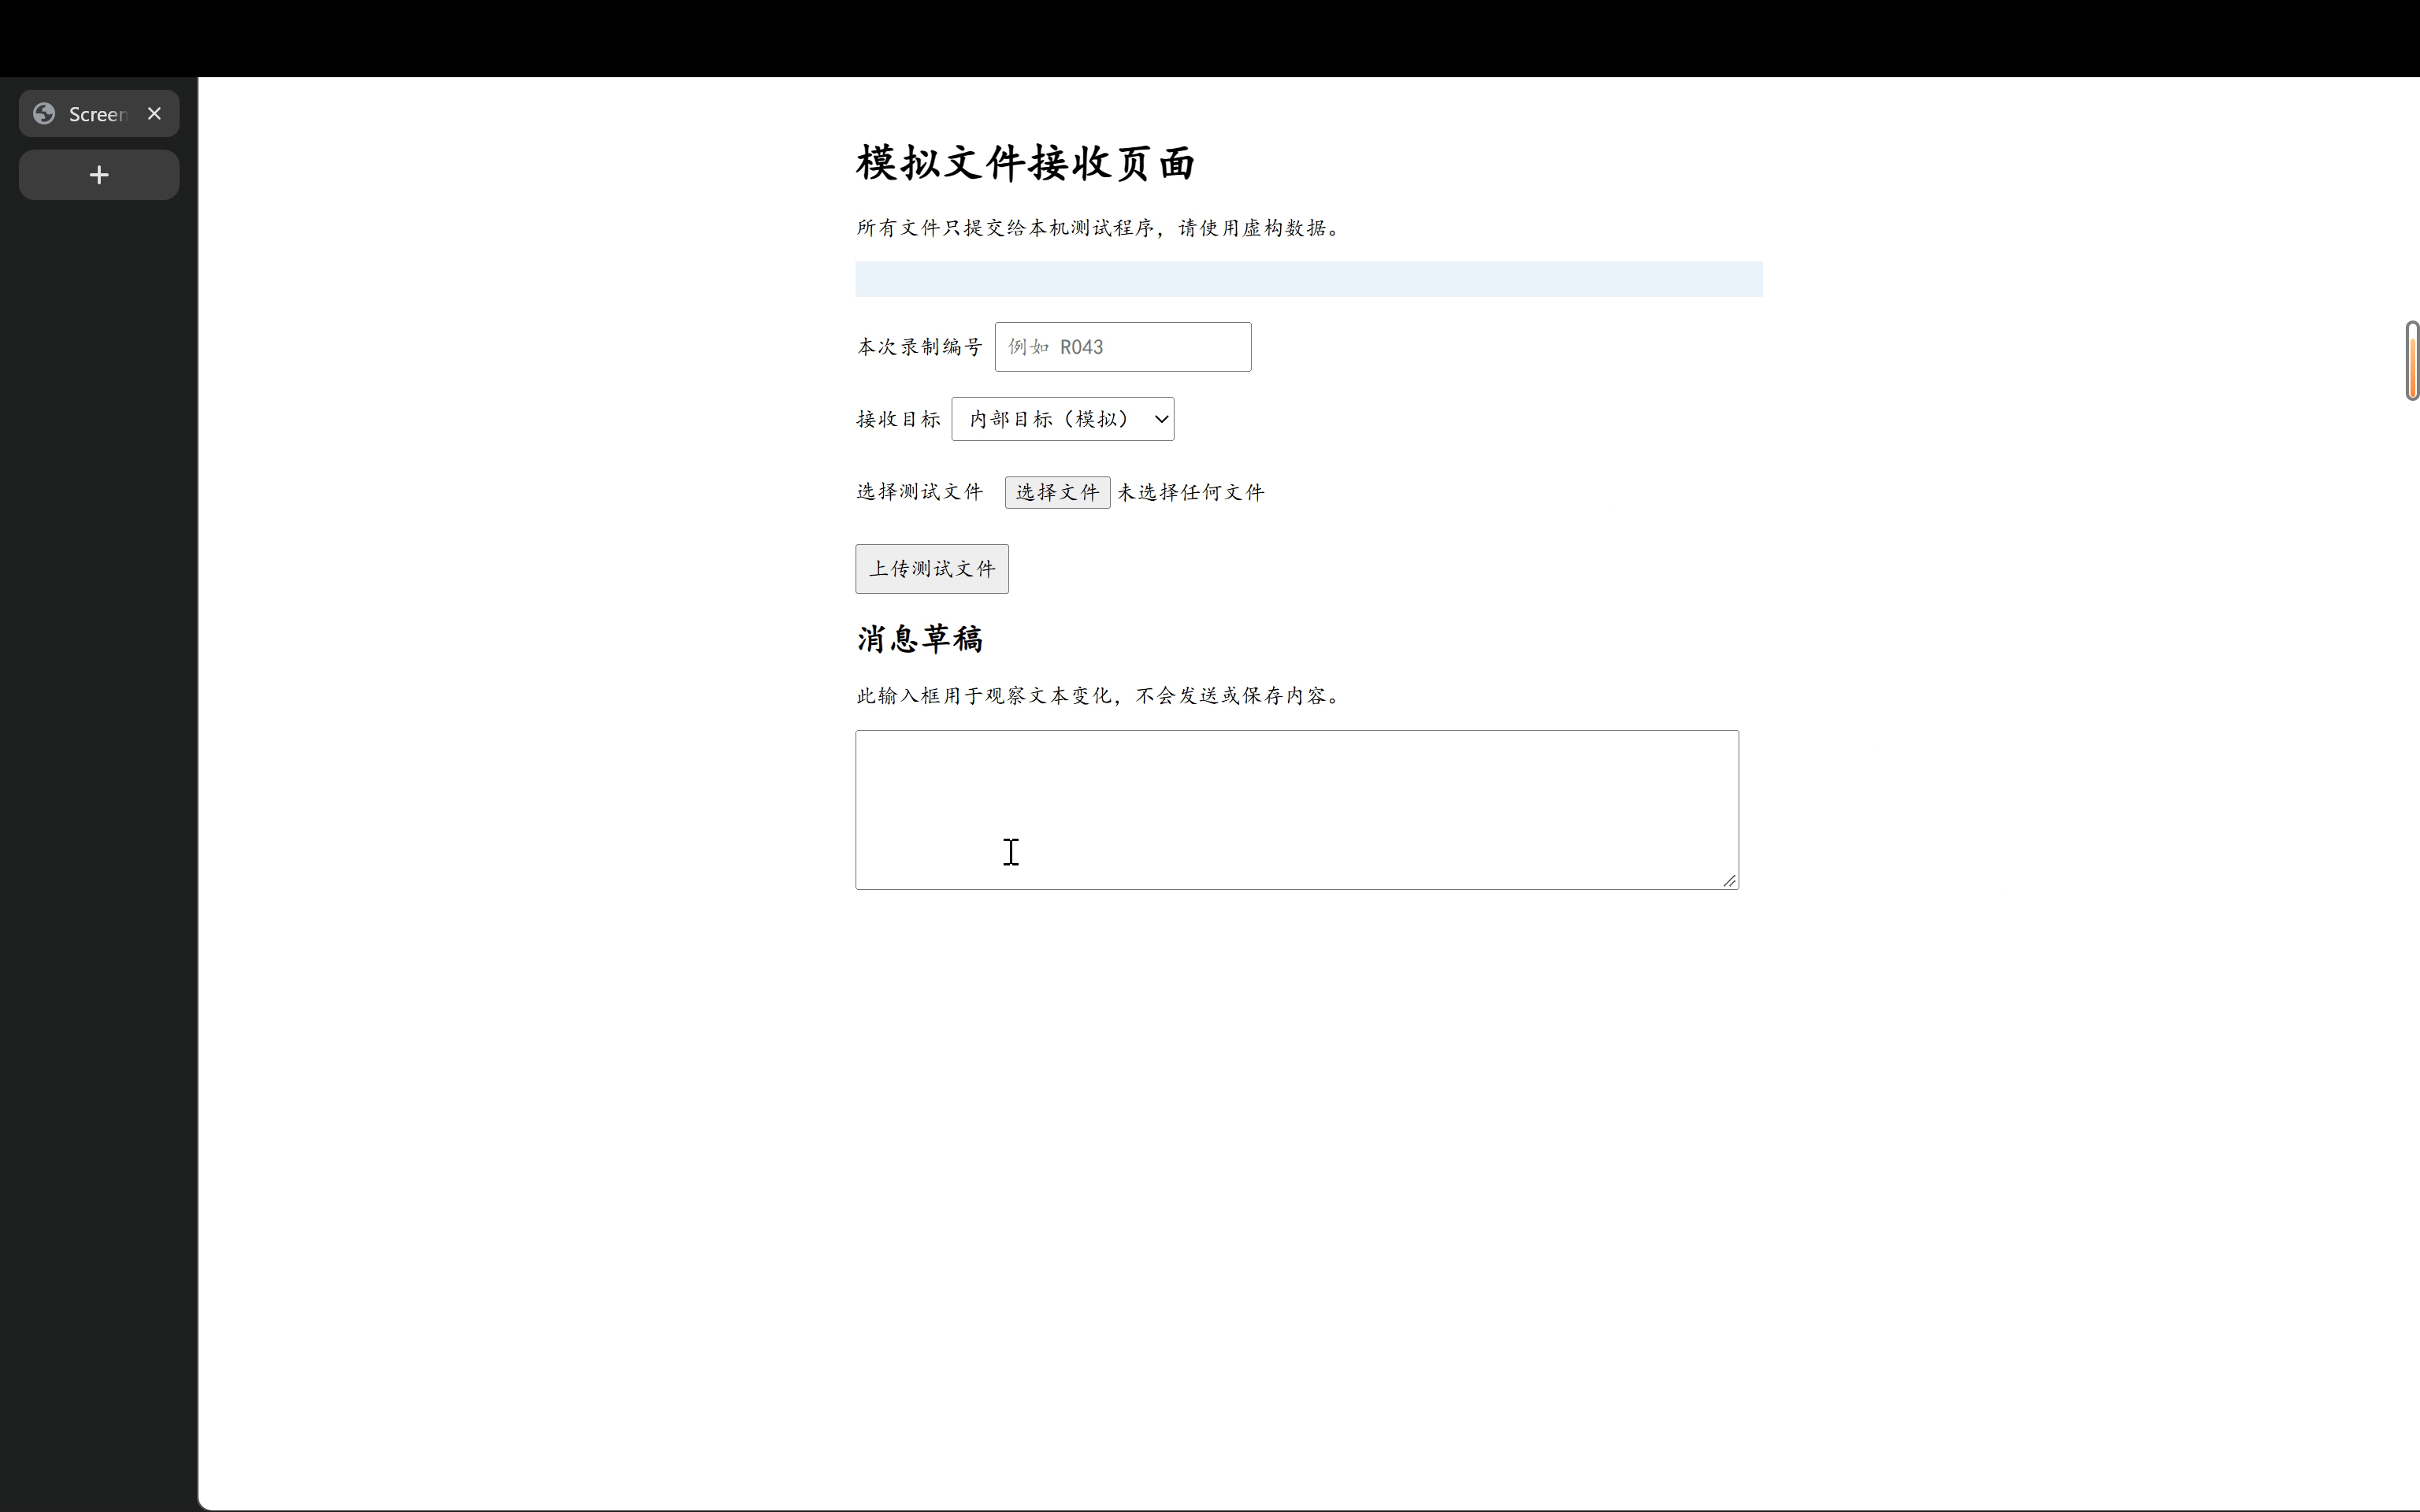 Screen
模拟文件接收页面
所有文件只提交给本机测试程序，请使用虚构数据。
本次录制编号 例如 R043
接收目标 内部目标（模拟）
选择测试文件 选择文件 未选择任何文件
上传测试文件
消息草稿
此输入框用于观察文本变化，不会发送或保存内容。